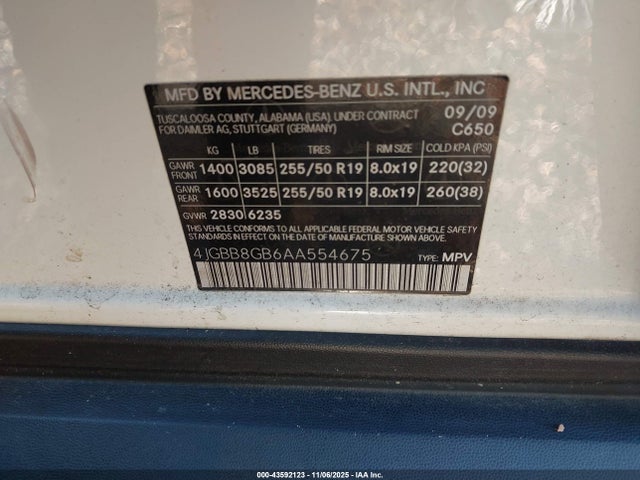 MFD BY MERCEDES-BENZ U.S. INTL., INC
TUSCALOOSA COUNTY, ALABAMA (USA) UNDER CONTRACT 09/09
FOR DAIMLER AG, STUTTGART (GERMANY) C650
KG LB TIRES RIM SIZE COLD KPA (PSI)
GAWR FRONT 1400 3085 255/50 R19 8.0x19 220(32)
GAWR REAR 1600 3525 255/50 R19 8.0x19 260(38)
GVWR 2830 6235
THIS VEHICLE CONFORMS TO ALL APPLICABLE FEDERAL MOTOR VEHICLE
SAFETY STANDARDS IN EFFECT ON THE DATE OF MANUFACTURE SHOWN ABOVE.
4JGBB8GB6AA554675 TYPE: MPV
000-43592123 - 11/06/2025 - IAA Inc.